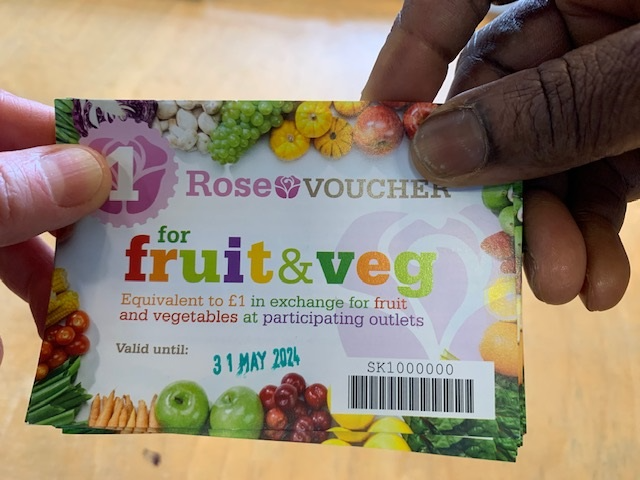 1
Rose VOUCHER
for
fruit & veg
Equivalent to £1 in exchange for fruit
and vegetables at participating outlets
Valid until: 31 MAY 2024
SK1000000